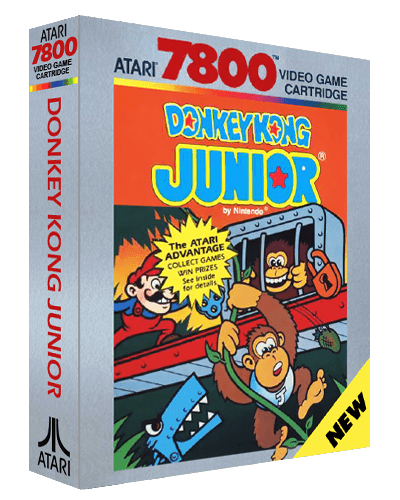 ATARI
7800
VIDEO GAME
CARTRIDGE
DONKEY KONG JUNIOR
ATARI
ATARI 7800™ VIDEO GAME
CARTRIDGE
DONKEY KONG
JUNIOR®
by Nintendo®
The ATARI
ADVANTAGE
COLLECT GAMES
WIN PRIZES
See inside
for details
J
NEW